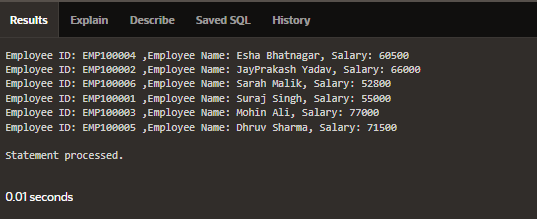 Results Explain Describe Saved SQL History
Employee ID: EMP100004 ,Employee Name: Esha Bhatnagar, Salary: 60500
Employee ID: EMP100002 ,Employee Name: JayPrakash Yadav, Salary: 66000
Employee ID: EMP100006 ,Employee Name: Sarah Malik, Salary: 52800
Employee ID: EMP100001 ,Employee Name: Suraj Singh, Salary: 55000
Employee ID: EMP100003 ,Employee Name: Mohin Ali, Salary: 77000
Employee ID: EMP100005 ,Employee Name: Dhruv Sharma, Salary: 71500
Statement processed.
0.01 seconds